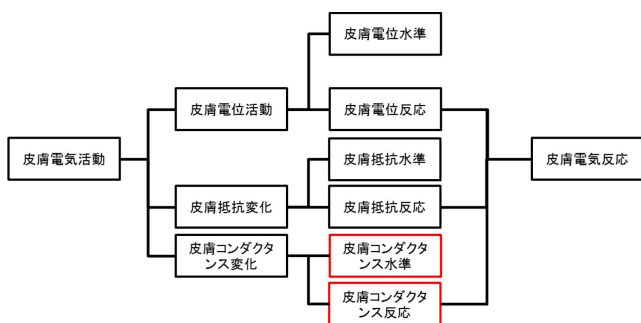 皮膚電位水準
皮膚電位活動
皮膚電位反応
皮膚電気活動
皮膚抵抗水準
皮膚電気反応
皮膚抵抗変化
皮膚抵抗反応
皮膚コンダクタ
ンス変化
皮膚コンダクタ
ンス水準
皮膚コンダクタ
ンス反応